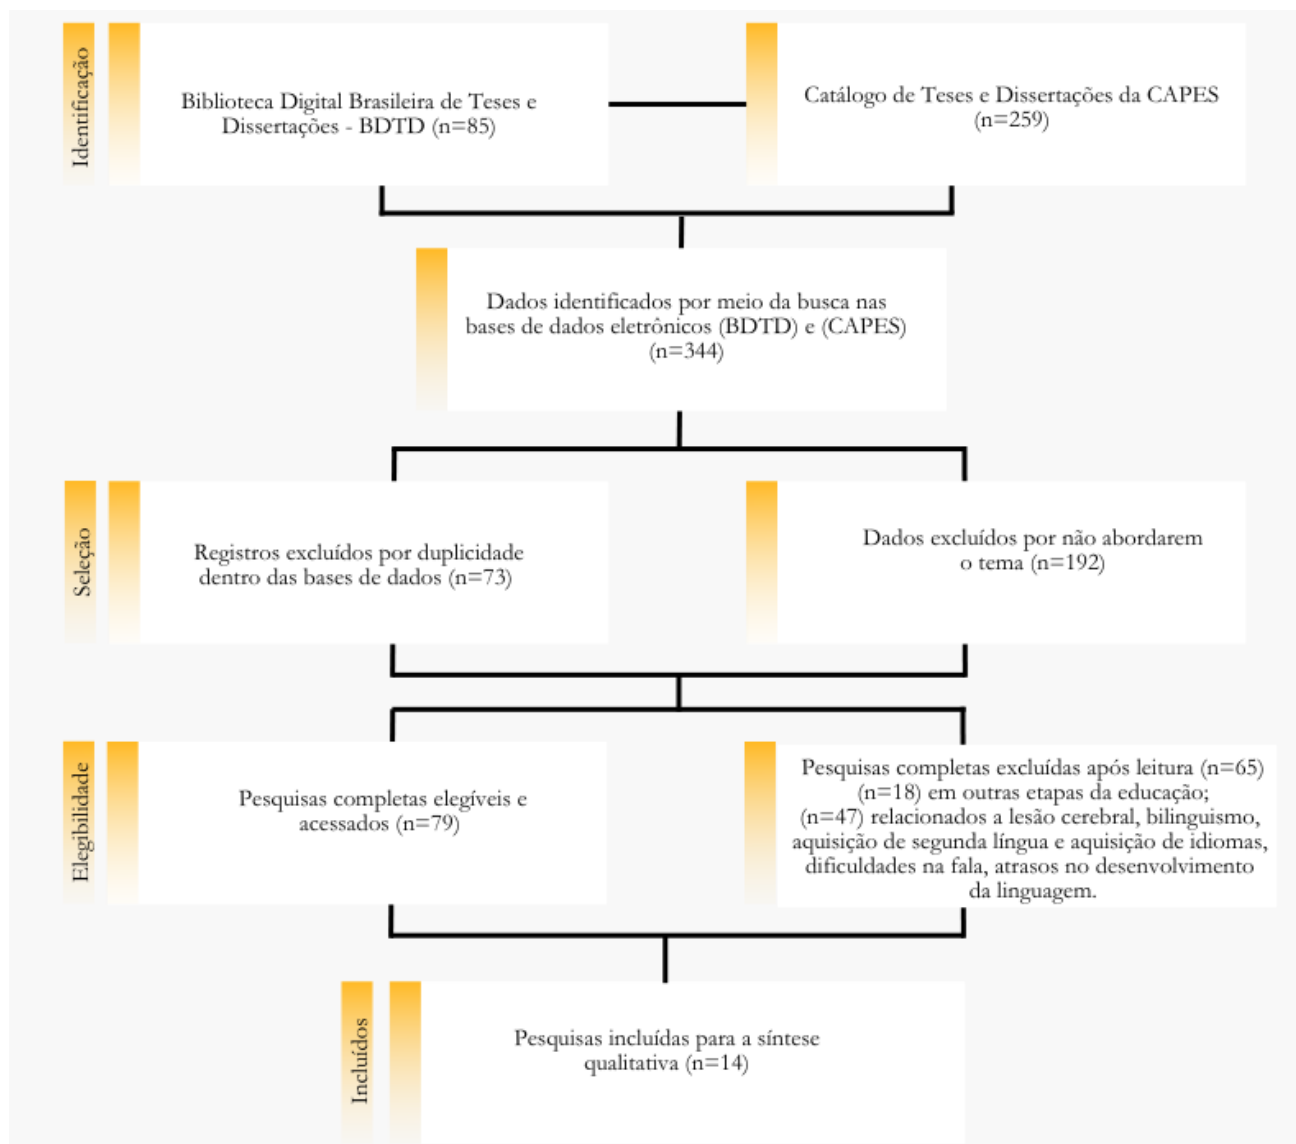 Identificação
Biblioteca Digital Brasileira de Teses e
Dissertações - BDTD (n=85)
Catálogo de Teses e Dissertações da CAPES
(n=259)
Dados identificados por meio da busca nas
bases de dados eletrônicos (BDTD) e (CAPES)
(n=344)
Seleção
Registros excluídos por duplicidade
dentro das bases de dados (n=73)
Dados excluídos por não abordarem
o tema (n=192)
Elegibilidade
Pesquisas completas elegíveis e
acessados (n=79)
Pesquisas completas excluídas após leitura (n=65)
(n=18) em outras etapas da educação;
(n=47) relacionados a lesão cerebral, bilinguismo,
aquisição de segunda língua e aquisição de idiomas,
dificuldades na fala, atrasos no desenvolvimento
da linguagem.
Incluídos
Pesquisas incluídas para a síntese
qualitativa (n=14)